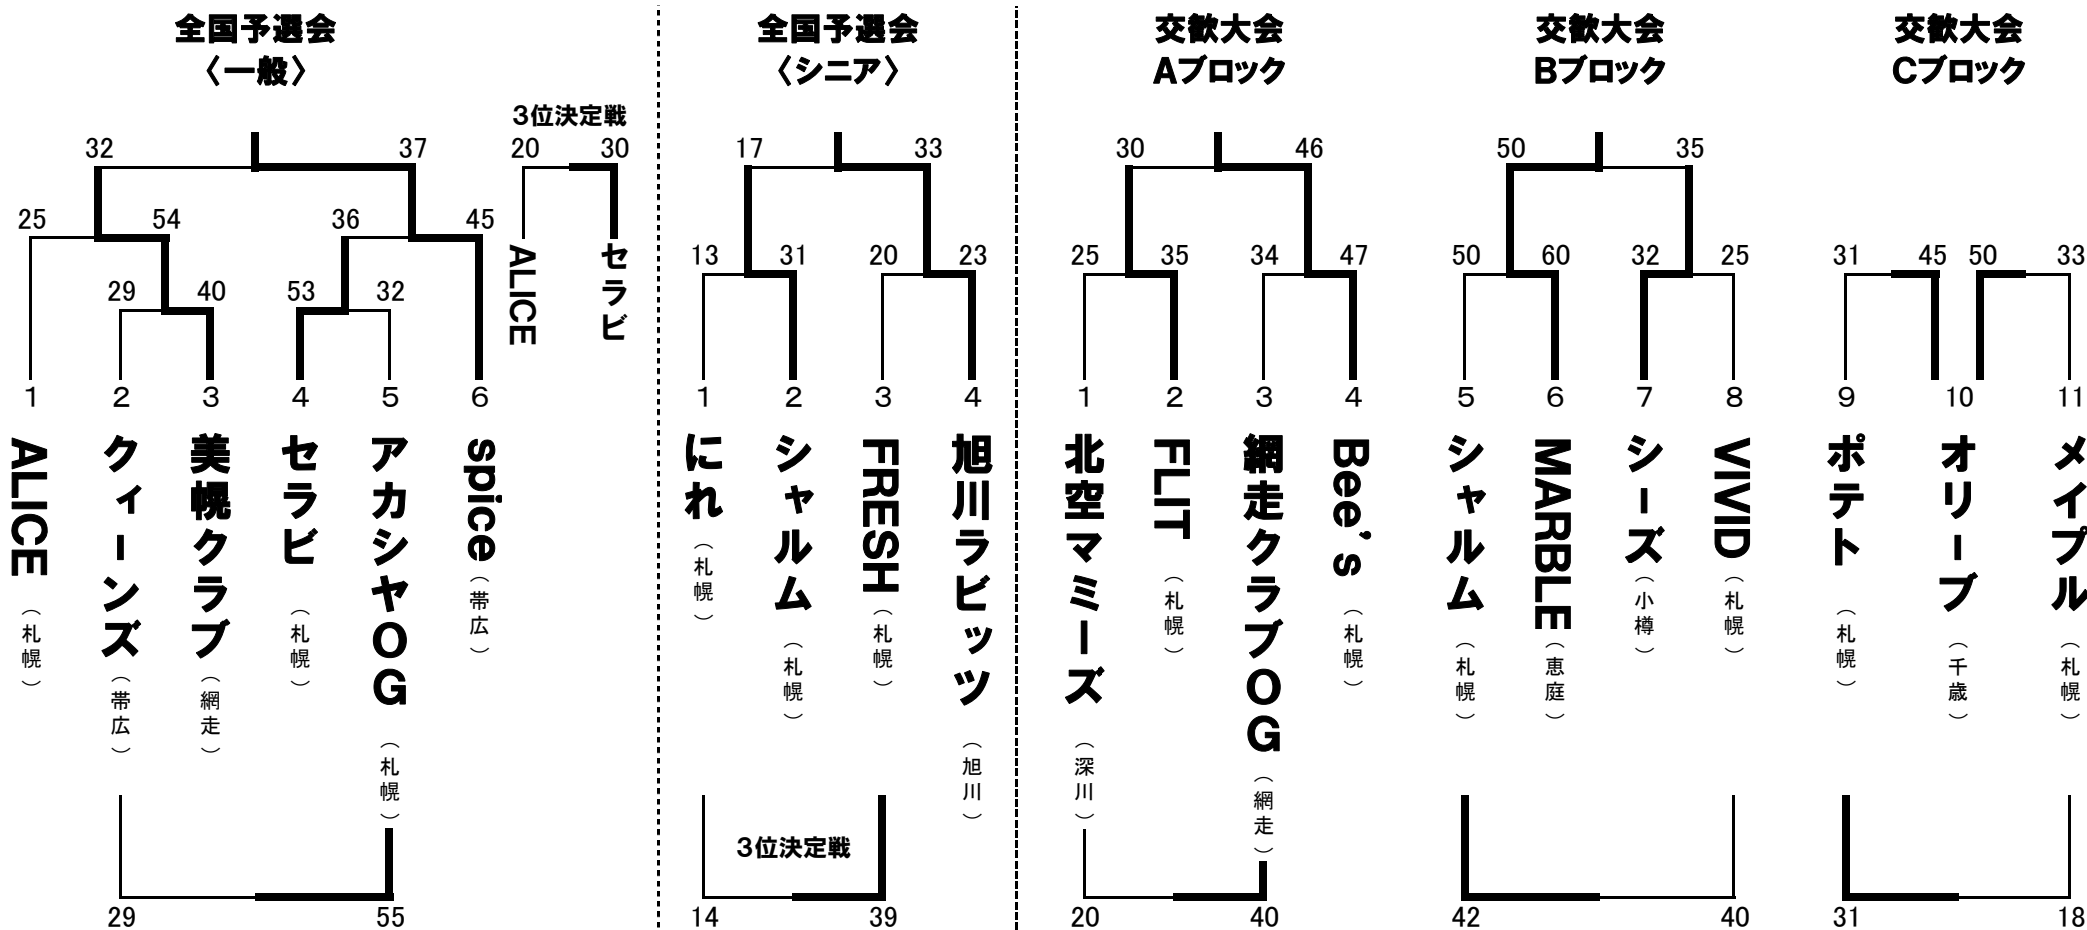 全国予選会
〈一般〉
3位決定戦
32
37
20
30
25
54
36
45
29
40
53
32
ALICE
セラビ
1
2
3
4
5
6
ALICE（札幌）
クィーンズ（帯広）
美幌クラブ（網走）
セラビ（札幌）
アカシヤOG（札幌）
spice（帯広）
29
55
全国予選会
〈シニア〉
17
33
13
31
20
23
1
2
3
4
にれ（札幌）
シャルム（札幌）
FRESH（札幌）
旭川ラビッツ（旭川）
3位決定戦
14
39
交歓大会
Aブロック
30
46
25
35
34
47
1
2
3
4
北空マミーズ（深川）
FLIT（札幌）
網走クラブOG（網走）
Bee's（札幌）
20
40
交歓大会
Bブロック
50
35
50
60
32
25
5
6
7
8
シャルム（札幌）
MARBLE（恵庭）
シーズ（小樽）
VIVID（札幌）
42
40
交歓大会
Cブロック
31
45
50
33
9
10
11
ポテト（札幌）
オリーブ（千歳）
メイプル（札幌）
31
18